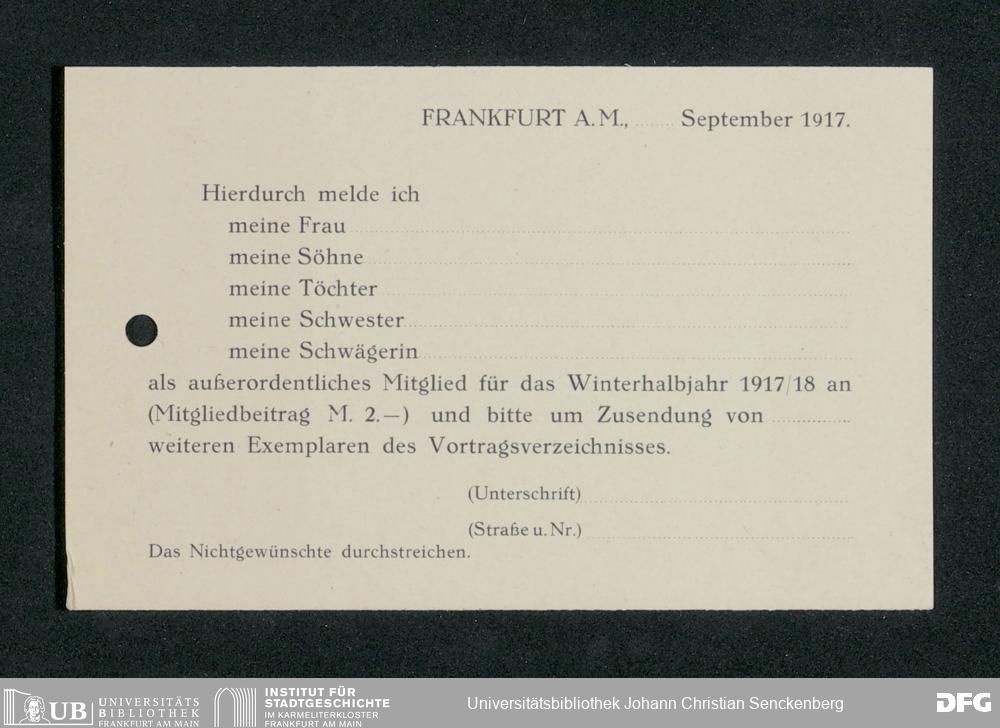 FRANKFURT A. M., ........ September 1917.
Hierdurch melde ich
meine Frau
meine Söhne
meine Töchter
meine Schwester
meine Schwägerin
als außerordentliches Mitglied für das Winterhalbjahr 1917/18 an
(Mitgliedbeitrag M. 2.—) und bitte um Zusendung von
weiteren Exemplaren des Vortragsverzeichnisses.
(Unterschrift)
(Straße u. Nr.)
Das Nichtgewünschte durchstreichen.
UB UNIVERSITÄTS
BIBLIOTHEK
FRANKFURT AM MAIN
INSTITUT FÜR
STADTGESCHICHTE
IM KARMELITERKLOSTER
FRANKFURT AM MAIN
Universitätsbibliothek Johann Christian Senckenberg
DFG